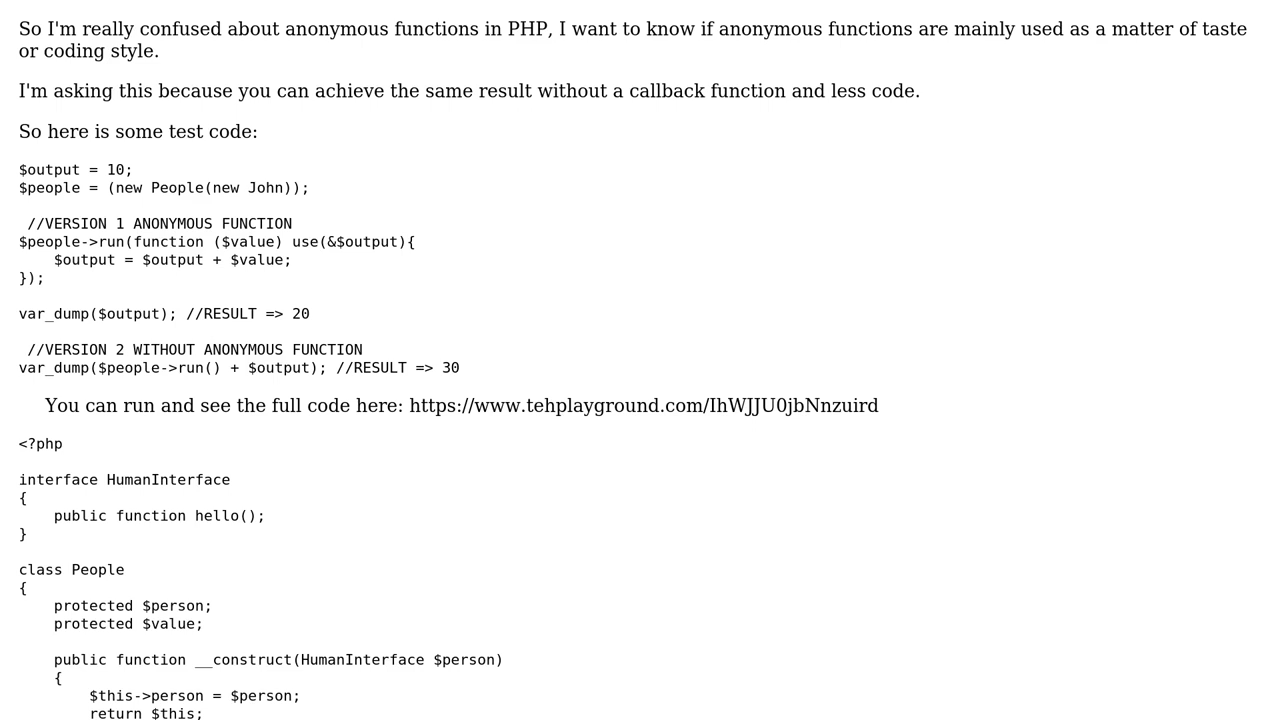 So I'm really confused about anonymous functions in PHP, I want to know if anonymous functions are mainly used as a matter of taste
or coding style.
I'm asking this because you can achieve the same result without a callback function and less code.
So here is some test code:
$output = 10;
$people = (new People(new John));
//VERSION 1 ANONYMOUS FUNCTION
$people->run(function ($value) use(&$output){
    $output = $output + $value;
});
var_dump($output); //RESULT => 20
//VERSION 2 WITHOUT ANONYMOUS FUNCTION
var_dump($people->run() + $output); //RESULT => 30
You can run and see the full code here: https://www.tehplayground.com/IhWJJU0jbNnzuird
<?php
interface HumanInterface
{
    public function hello();
}
class People
{
    protected $person;
    protected $value;
    public function __construct(HumanInterface $person)
    {
        $this->person = $person;
        return $this;